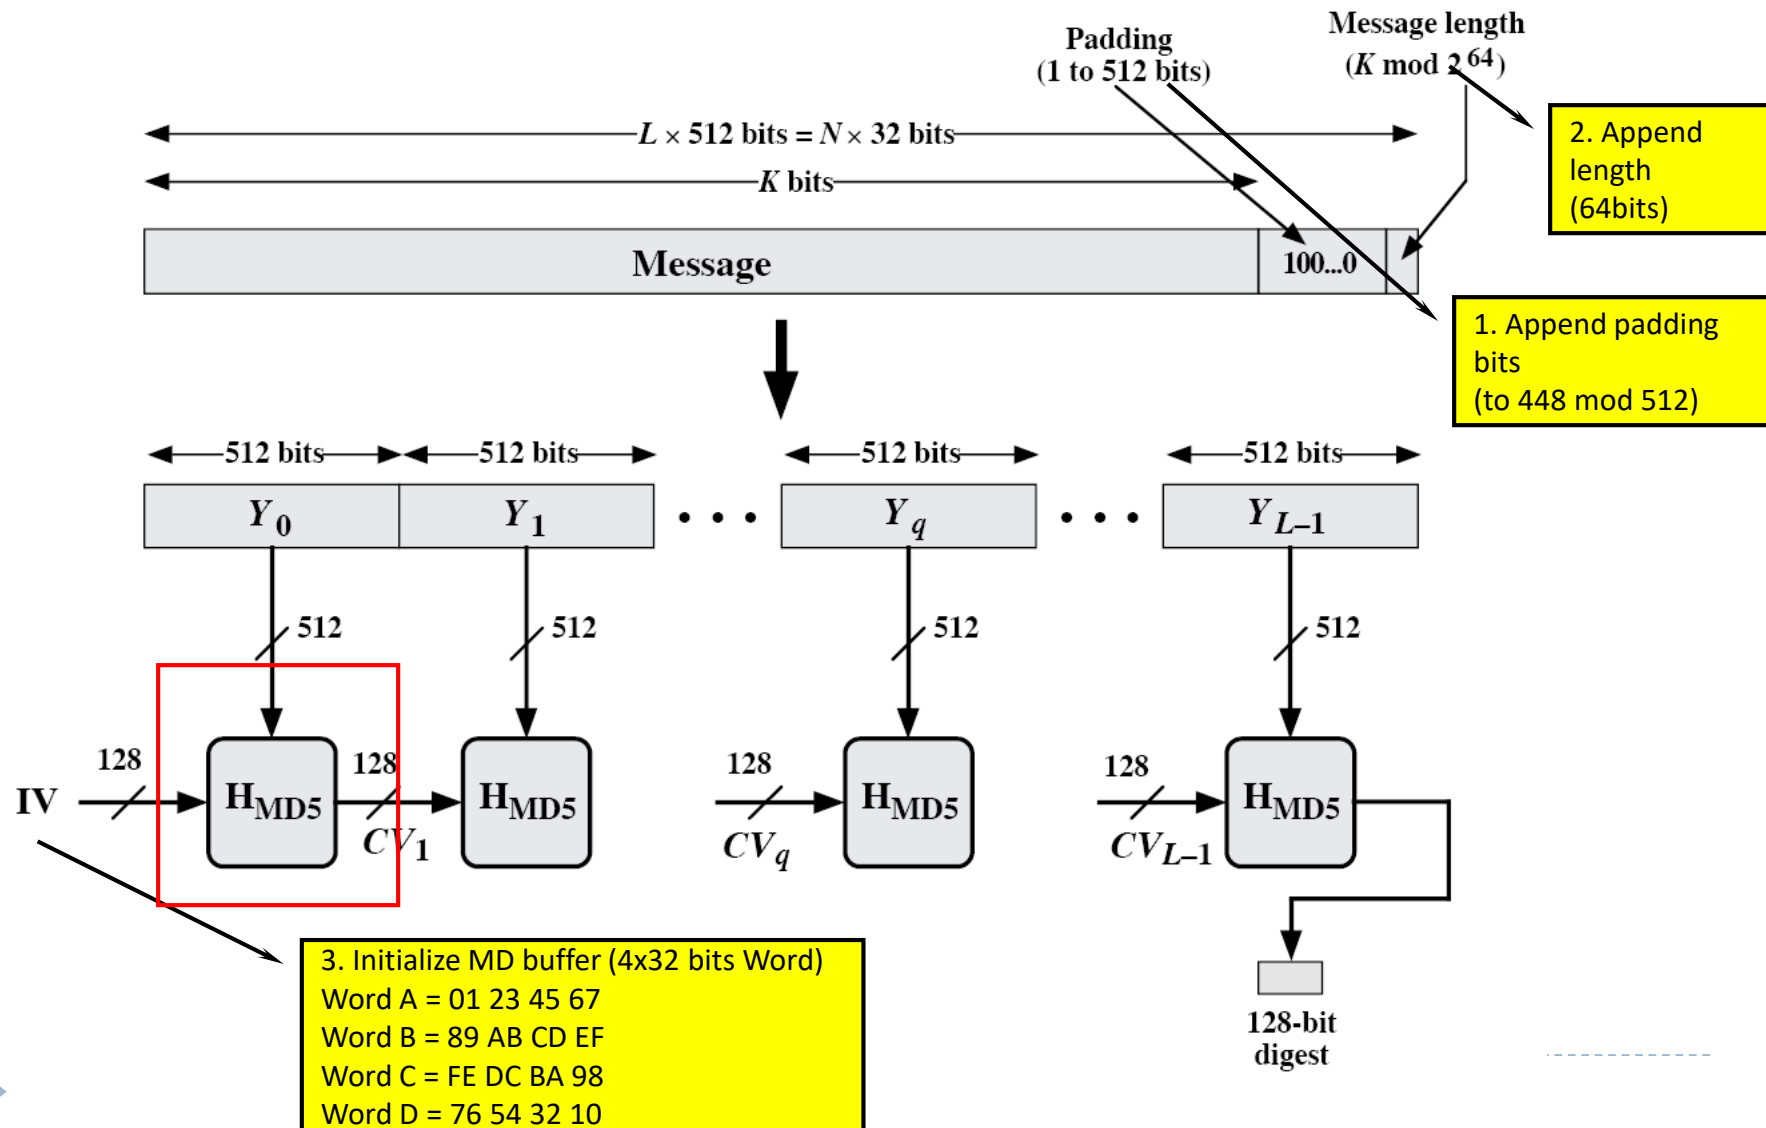 Padding
(1 to 512 bits)
Message length
(K mod 2^64)
2. Append
length
(64bits)
L × 512 bits = N × 32 bits
K bits
Message
100...0
1. Append padding
bits
(to 448 mod 512)
512 bits
512 bits
512 bits
512 bits
Y0
Y1
• • •
Yq
• • •
YL–1
512
512
512
512
IV
128
HMD5
128
CV1
HMD5
128
CVq
HMD5
128
CVL–1
HMD5
3. Initialize MD buffer (4x32 bits Word)
Word A = 01 23 45 67
Word B = 89 AB CD EF
Word C = FE DC BA 98
Word D = 76 54 32 10
128-bit
digest